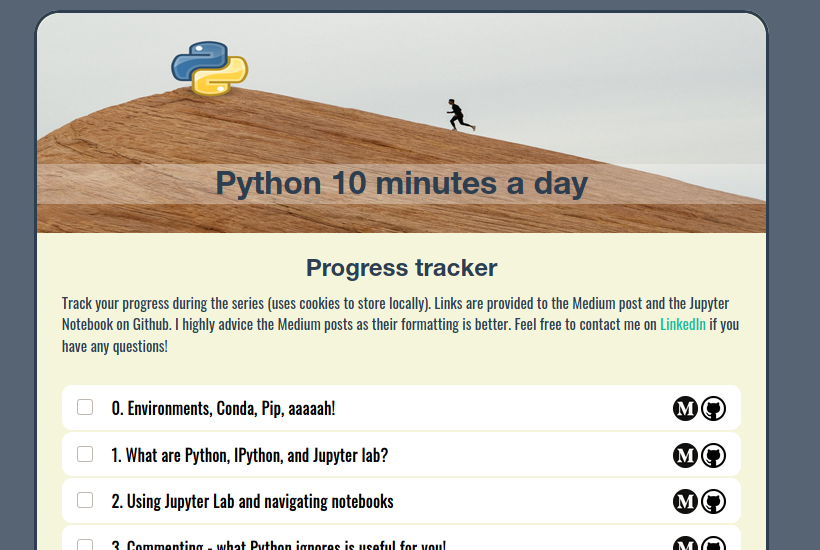 Python 10 minutes a day
Progress tracker
Track your progress during the series (uses cookies to store locally). Links are provided to the Medium post and the Jupyter
Notebook on Github. I highly advice the Medium posts as their formatting is better. Feel free to contact me on LinkedIn if you
have any questions!
0. Environments, Conda, Pip, aaaaah!
M
1. What are Python, IPython, and Jupyter lab?
M
2. Using Jupyter Lab and navigating notebooks
M
3. Commenting - what Python ignores is useful for you!
M